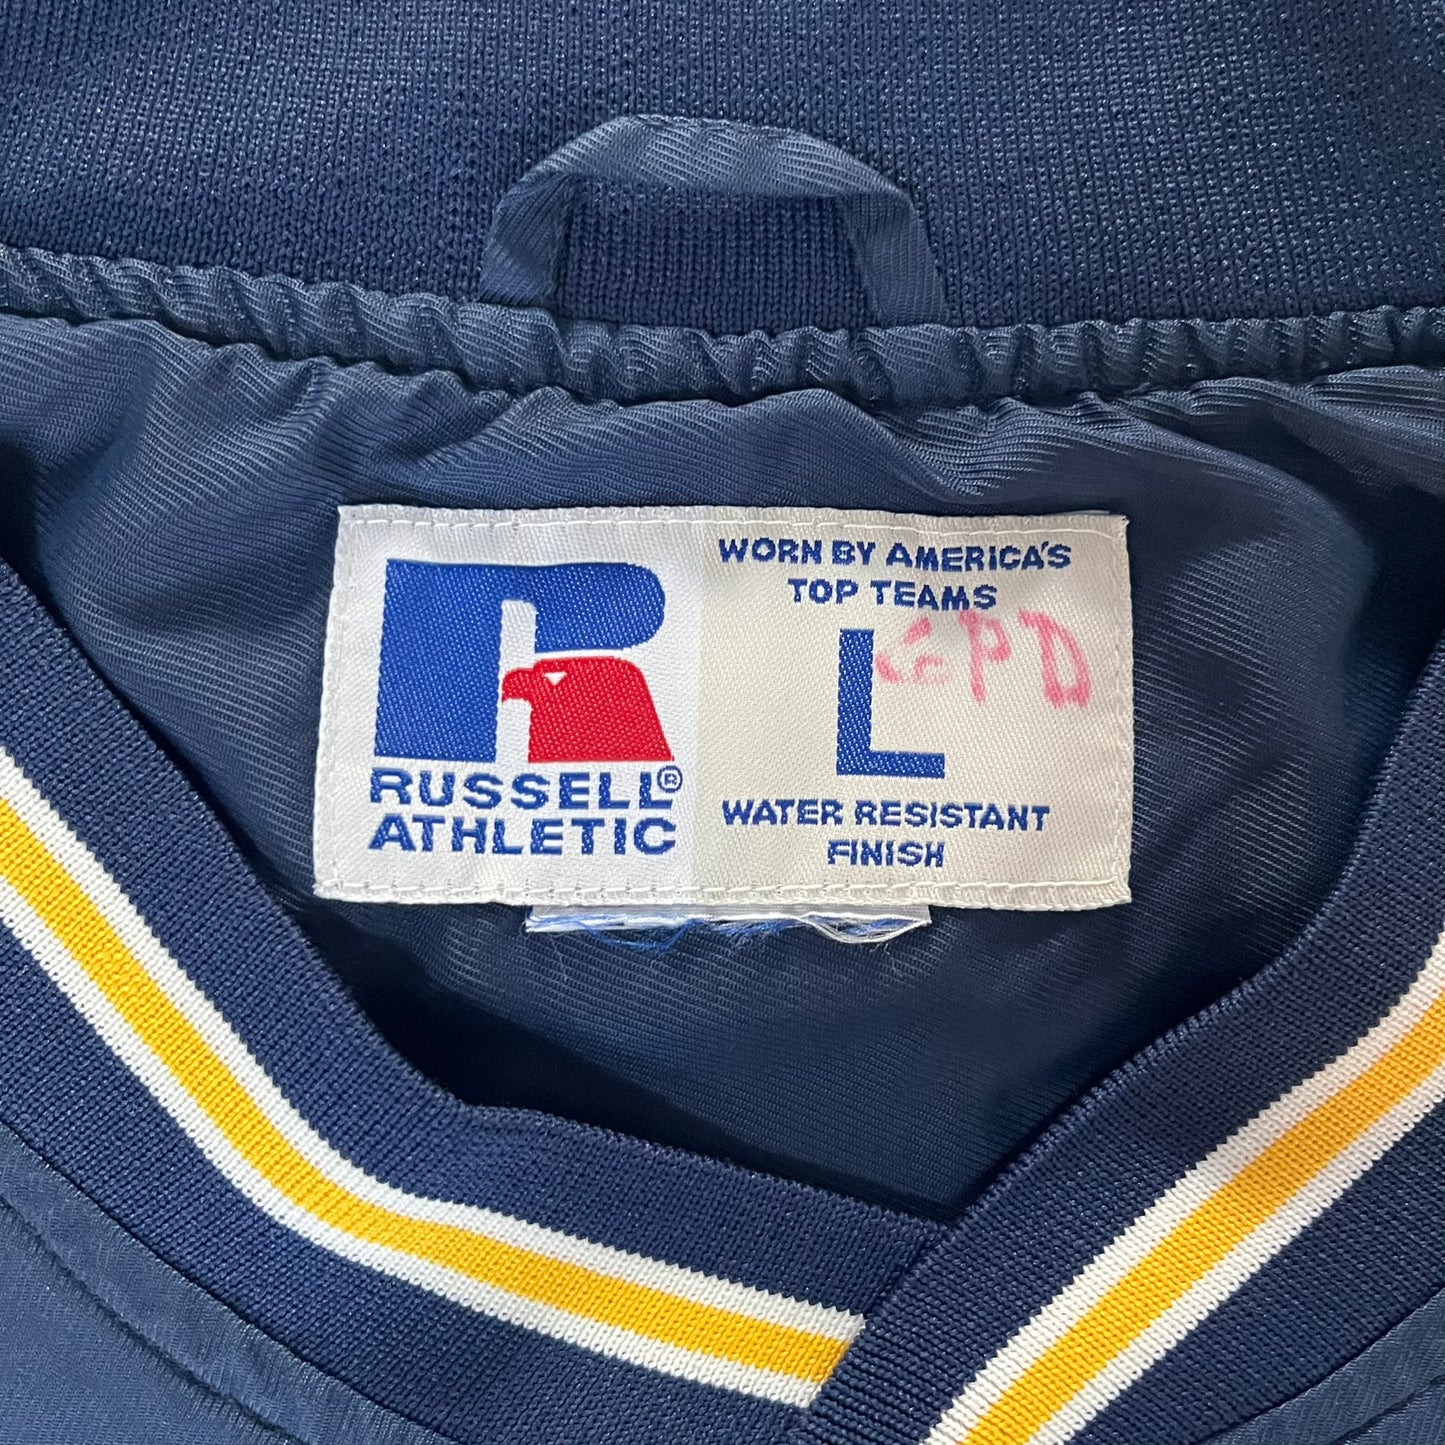 RUSSELL®
ATHLETIC
WORN BY AMERICA'S
TOP TEAMS
L
WATER RESISTANT
FINISH